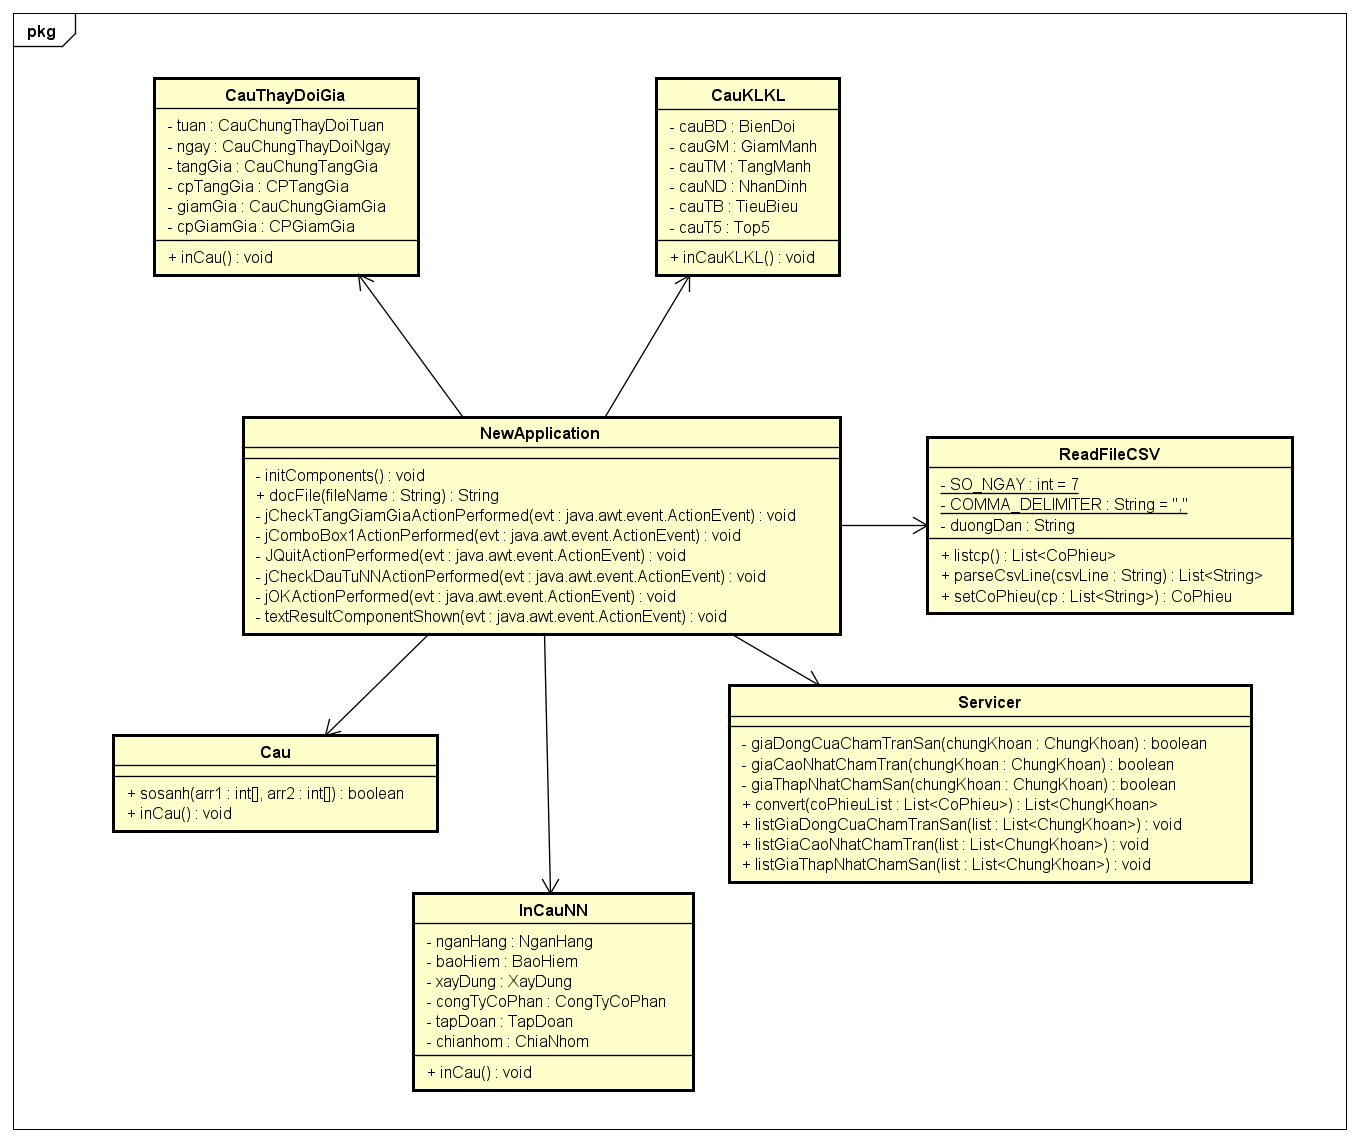 pkg
CauThayDoiGia
- tuan : CauChungThayDoiTuan
- ngay : CauChungThayDoiNgay
- tangGia : CauChungTangGia
- cpTangGia : CPTangGia
- giamGia : CauChungGiamGia
- cpGiamGia : CPGiamGia
+ inCau() : void
CauKLKL
- cauBD : BienDoi
- cauGM : GiamManh
- cauTM : TangManh
- cauND : NhanDinh
- cauTB : TieuBieu
- cauT5 : Top5
+ inCauKLKL() : void
NewApplication
- initComponents() : void
+ docFile(fileName : String) : String
- jCheckTangGiamGiaActionPerformed(evt : java.awt.event.ActionEvent) : void
- jComboBox1ActionPerformed(evt : java.awt.event.ActionEvent) : void
- JQuitActionPerformed(evt : java.awt.event.ActionEvent) : void
- jCheckDauTuNNActionPerformed(evt : java.awt.event.ActionEvent) : void
- jOKActionPerformed(evt : java.awt.event.ActionEvent) : void
- textResultComponentShown(evt : java.awt.event.ActionEvent) : void
ReadFileCSV
- SO_NGAY : int = 7
- COMMA_DELIMITER : String = ","
- duongDan : String
+ listcp() : List<CoPhieu>
+ parseCsvLine(csvLine : String) : List<String>
+ setCoPhieu(cp : List<String>) : CoPhieu
Cau
+ sosanh(arr1 : int[], arr2 : int[]) : boolean
+ inCau() : void
Servicer
- giaDongCuaChamTranSan(chungKhoan : ChungKhoan) : boolean
- giaCaoNhatChamTran(chungKhoan : ChungKhoan) : boolean
- giaThapNhatChamSan(chungKhoan : ChungKhoan) : boolean
+ convert(coPhieuList : List<CoPhieu>) : List<ChungKhoan>
+ listGiaDongCuaChamTranSan(list : List<ChungKhoan>) : void
+ listGiaCaoNhatChamTran(list : List<ChungKhoan>) : void
+ listGiaThapNhatChamSan(list : List<ChungKhoan>) : void
InCauNN
- nganHang : NganHang
- baoHiem : BaoHiem
- xayDung : XayDung
- congTyCoPhan : CongTyCoPhan
- tapDoan : TapDoan
- chianhom : ChiaNhom
+ inCau() : void